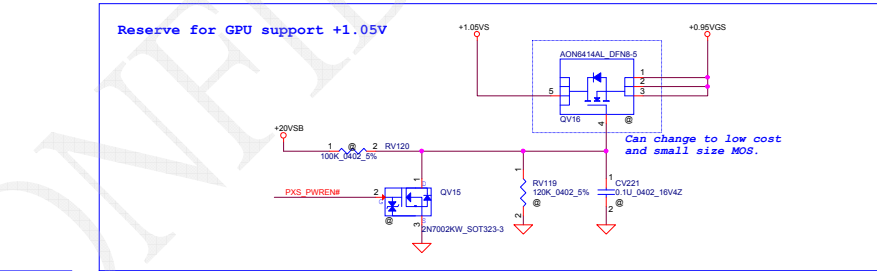 Reserve for GPU support +1.05V
+1.05VS
+0.95VGS
AON6414AL_DFN8-5
1
2
3
5
4
QV16
@
Can change to low cost
and small size MOS.
+20VSB
1
@
2
RV120
100K_0402_5%
1
QV15
PXS_PWREN#
2
@
3
2N7002KW_SOT323-3
1
RV119
120K_0402_5%
@
2
1
CV221
0.1U_0402_16V4Z
@
2